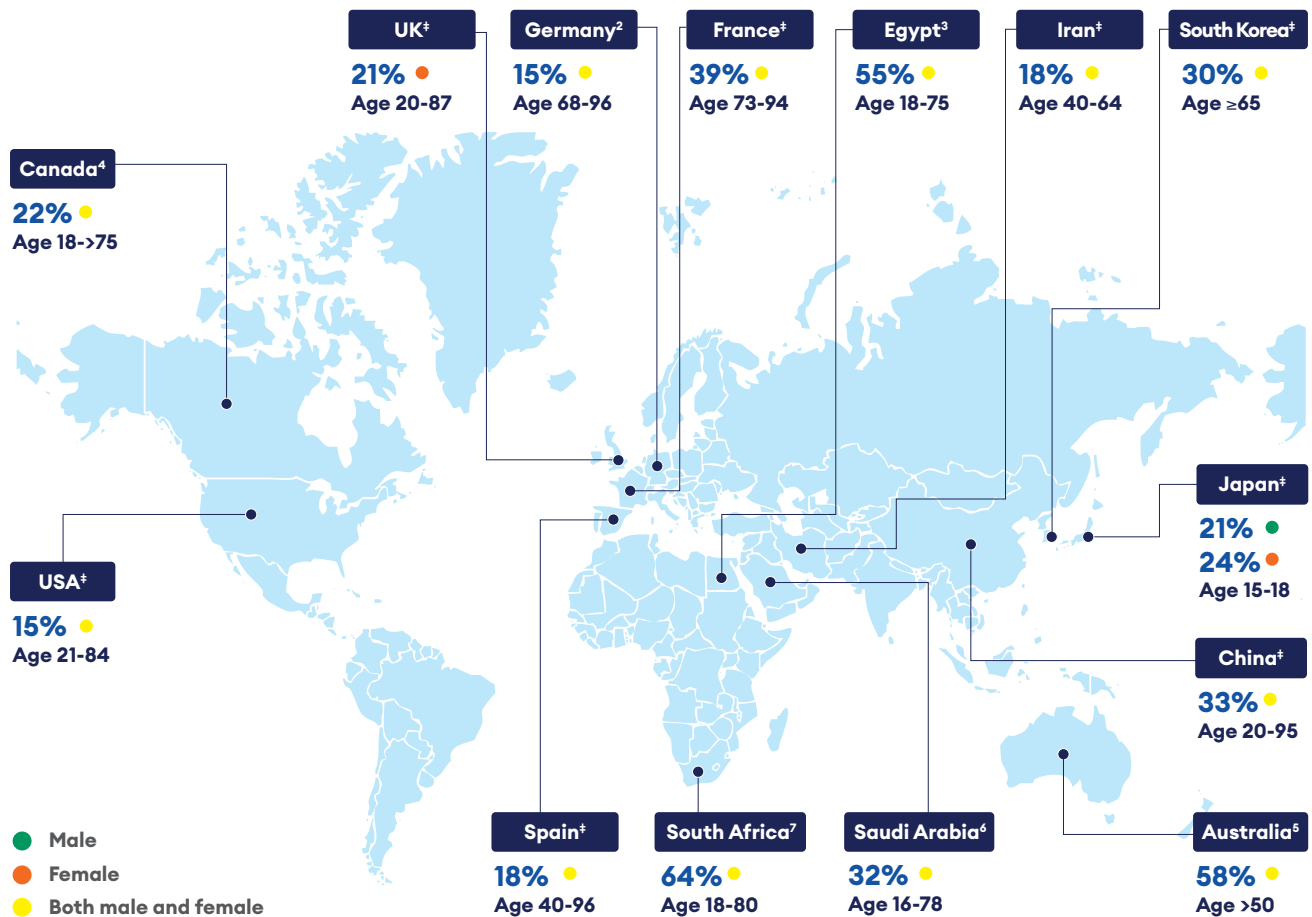 UK‡
21%
Age 20-87
Germany²
15%
Age 68-96
France‡
39%
Age 73-94
Egypt³
55%
Age 18-75
Iran‡
18%
Age 40-64
South Korea‡
30%
Age ≥65
Canada⁴
22%
Age 18->75
Japan‡
21%
24%
Age 15-18
USA‡
15%
Age 21-84
China‡
33%
Age 20-95
Spain‡
18%
Age 40-96
South Africa⁷
64%
Age 18-80
Saudi Arabia⁶
32%
Age 16-78
Australia⁵
58%
Age >50
Male
Female
Both male and female